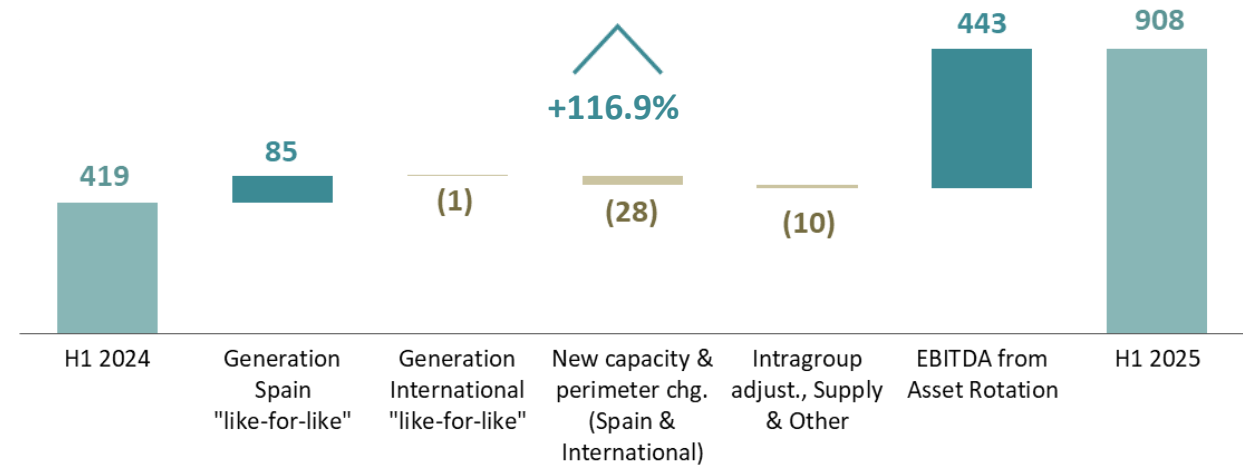 443
908
+116.9%
85
419
(1)
(28)
(10)
H1 2024
Generation
Spain
"like-for-like"
Generation
International
"like-for-like"
New capacity &
perimeter chg.
(Spain &
International)
Intragroup
adjust., Supply
& Other
EBITDA from
Asset Rotation
H1 2025